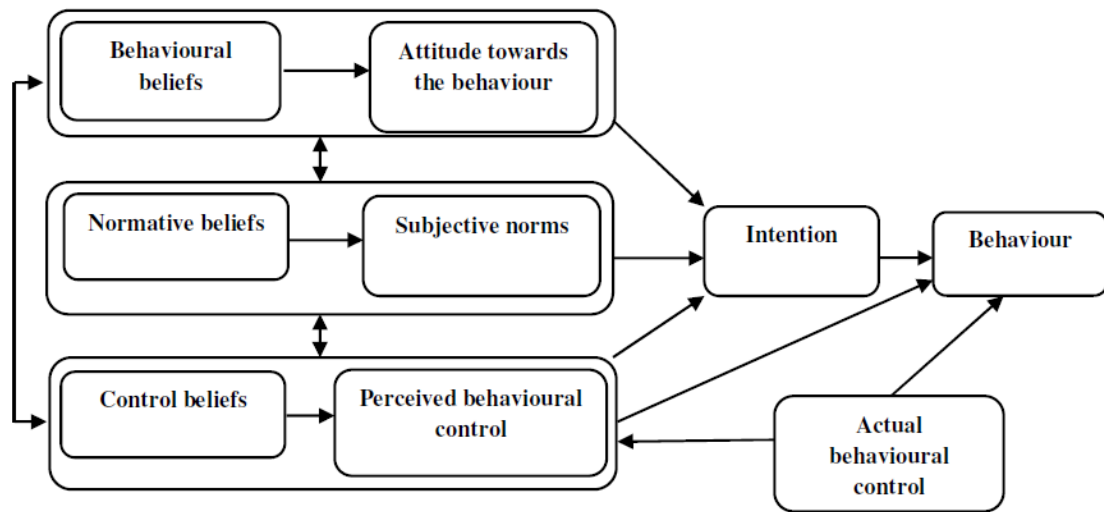 Behavioural
beliefs
Attitude towards
the behaviour
Normative beliefs
Subjective norms
Intention
Behaviour
Control beliefs
Perceived behavioural
control
Actual
behavioural
control